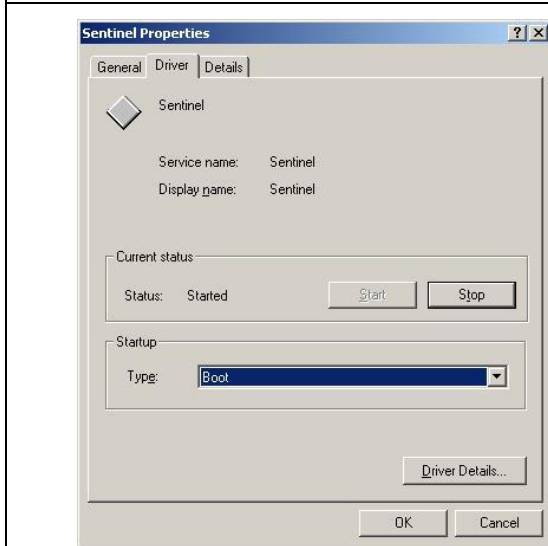 Sentinel Properties
General Driver Details
Sentinel
Service name: Sentinel
Display name: Sentinel
Current status
Status: Started Start Stop
Startup
Type: Boot
Driver Details...
OK Cancel